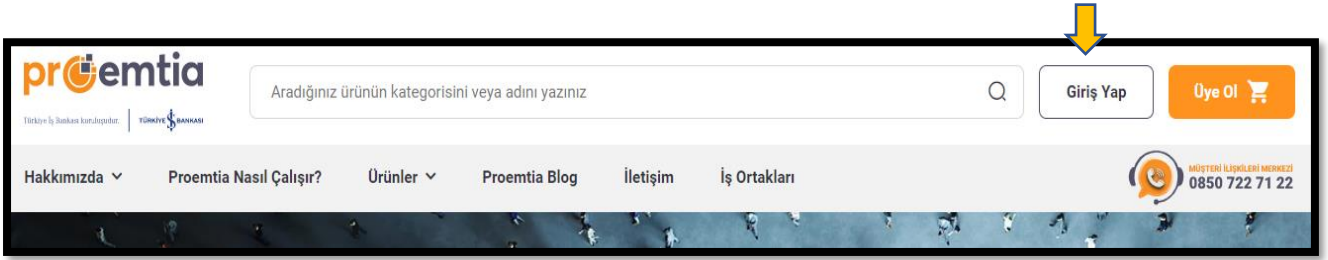 proemtia
Türkiye İş Bankası kuruluşudur. TÜRKİYE İŞ BANKASI
Aradığınız ürünün kategorisini veya adını yazınız
Giriş Yap
Üye Ol
Hakkımızda
Proemtia Nasıl Çalışır?
Ürünler
Proemtia Blog
İletişim
İş Ortakları
MÜŞTERİ İLİŞKİLERİ MERKEZİ
0850 722 71 22